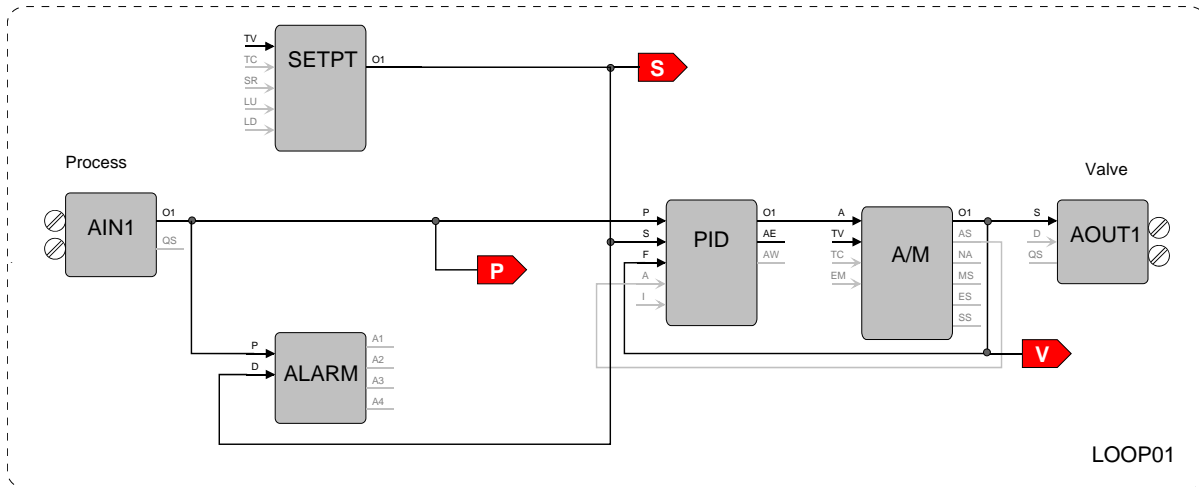 TV
TC
SR
LU
LD
SETPT
O1
S
Process
AIN1
O1
QS
P
P
D
ALARM
A1
A2
A3
A4
P
S
F
A
I
PID
O1
AE
AW
A
TV
TC
EM
A/M
O1
AS
NA
MS
ES
SS
V
Valve
S
D
QS
AOUT1
LOOP01